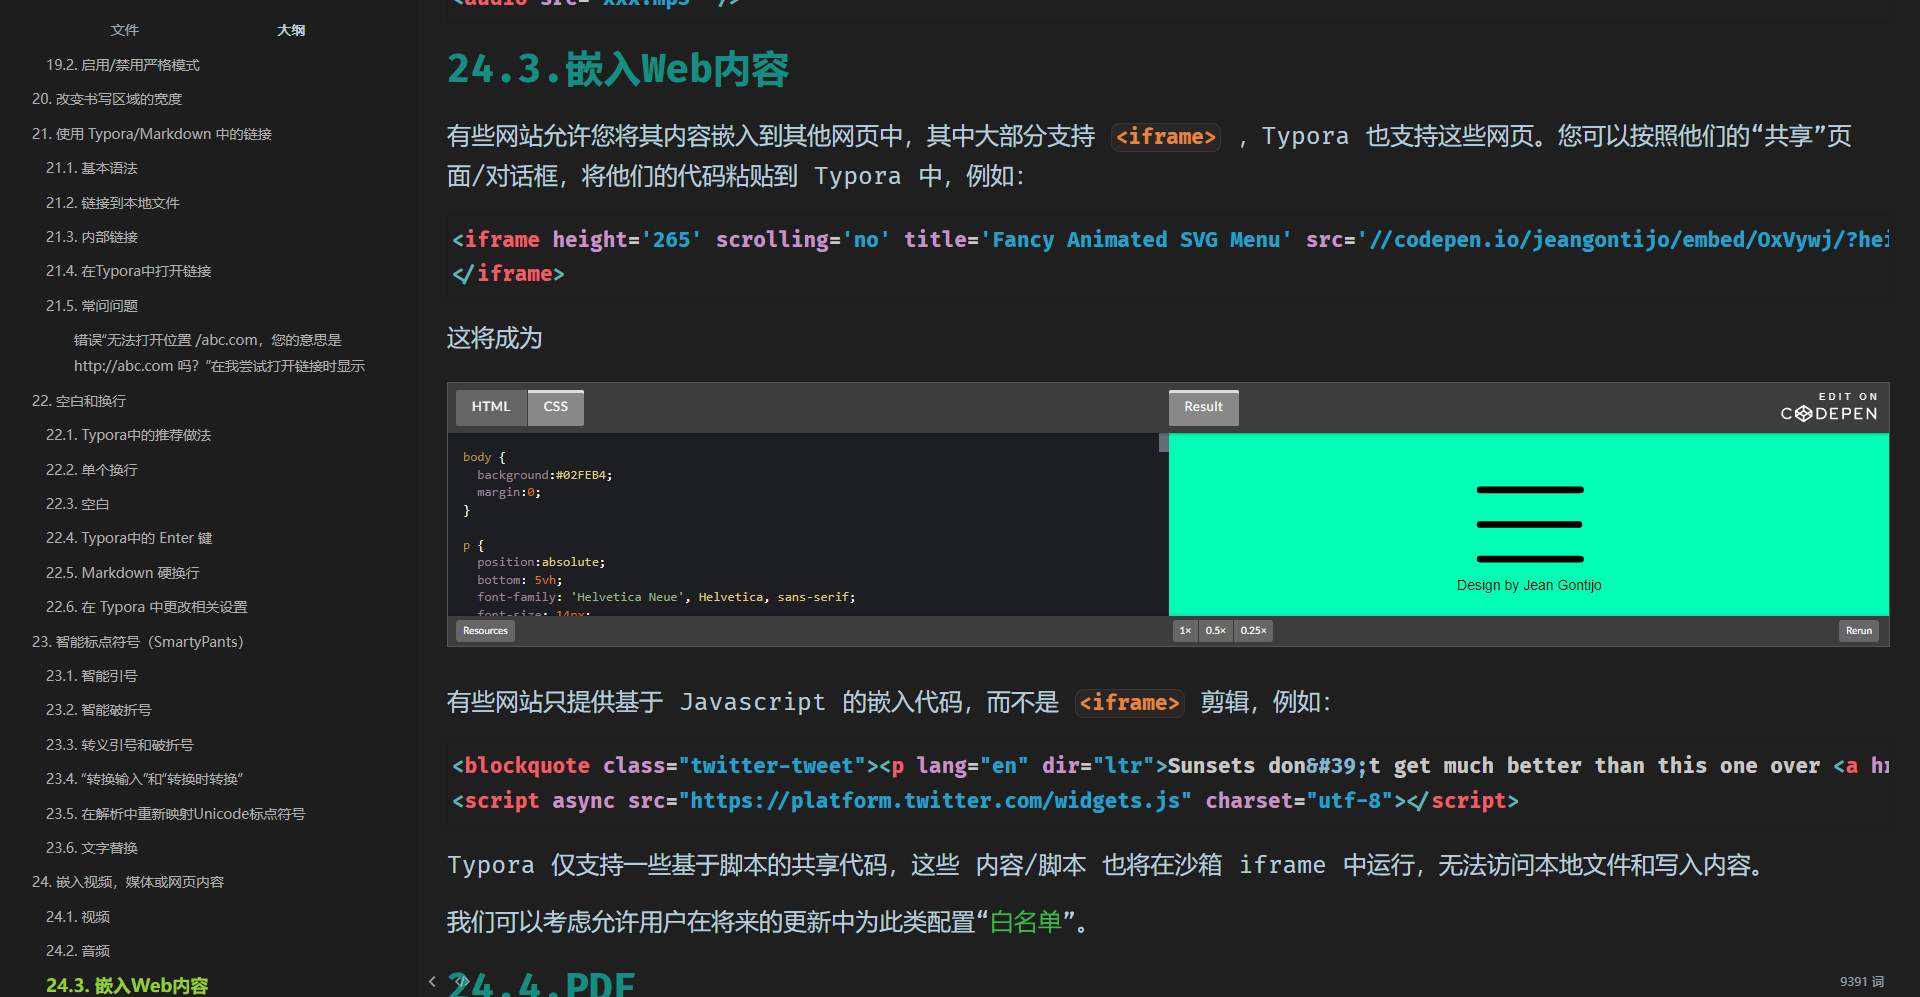 文件
大纲
19.2. 启用/禁用严格模式
20. 改变书写区域的宽度
21. 使用 Typora/Markdown 中的链接
21.1. 基本语法
21.2. 链接到本地文件
21.3. 内部链接
21.4. 在Typora中打开链接
21.5. 常问问题
错误“无法打开位置 /abc.com，您的意思是
http://abc.com 吗？”在我尝试打开链接时显示
22. 空白和换行
22.1. Typora中的推荐做法
22.2. 单个换行
22.3. 空白
22.4. Typora中的 Enter 键
22.5. Markdown 硬换行
22.6. 在 Typora 中更改相关设置
23. 智能标点符号（SmartyPants）
23.1. 智能引号
23.2. 智能破折号
23.3. 转义引号和破折号
23.4. “转换输入”和“转换时转换”
23.5. 在解析中重新映射Unicode标点符号
23.6. 文字替换
24. 嵌入视频，媒体或网页内容
24.1. 视频
24.2. 音频
24.3. 嵌入Web内容
<audio src="xxx.mp3" />
24.3.嵌入Web内容
有些网站允许您将其内容嵌入到其他网页中，其中大部分支持 <iframe> ，Typora 也支持这些网页。您可以按照他们的“共享”页
面/对话框，将他们的代码粘贴到 Typora 中，例如：
<iframe height='265' scrolling='no' title='Fancy Animated SVG Menu' src='//codepen.io/jeangontijo/embed/OxVywj/?hei
</iframe>
这将成为
HTML
CSS
Result
EDIT ON
CODEPEN
body {
background:#02FEB4;
margin:0;
}
p {
position:absolute;
bottom: 5vh;
font-family: 'Helvetica Neue', Helvetica, sans-serif;
font-size: 14px;
Design by Jean Gontijo
Resources
1×
0.5×
0.25×
Rerun
有些网站只提供基于 Javascript 的嵌入代码，而不是 <iframe> 剪辑，例如：
<blockquote class="twitter-tweet"><p lang="en" dir="ltr">Sunsets don&#39;t get much better than this one over <a hr
<script async src="https://platform.twitter.com/widgets.js" charset="utf-8"></script>
Typora 仅支持一些基于脚本的共享代码，这些 内容/脚本 也将在沙箱 iframe 中运行，无法访问本地文件和写入内容。
我们可以考虑允许用户在将来的更新中为此类配置“白名单”。
24.4.PDF
9391 词